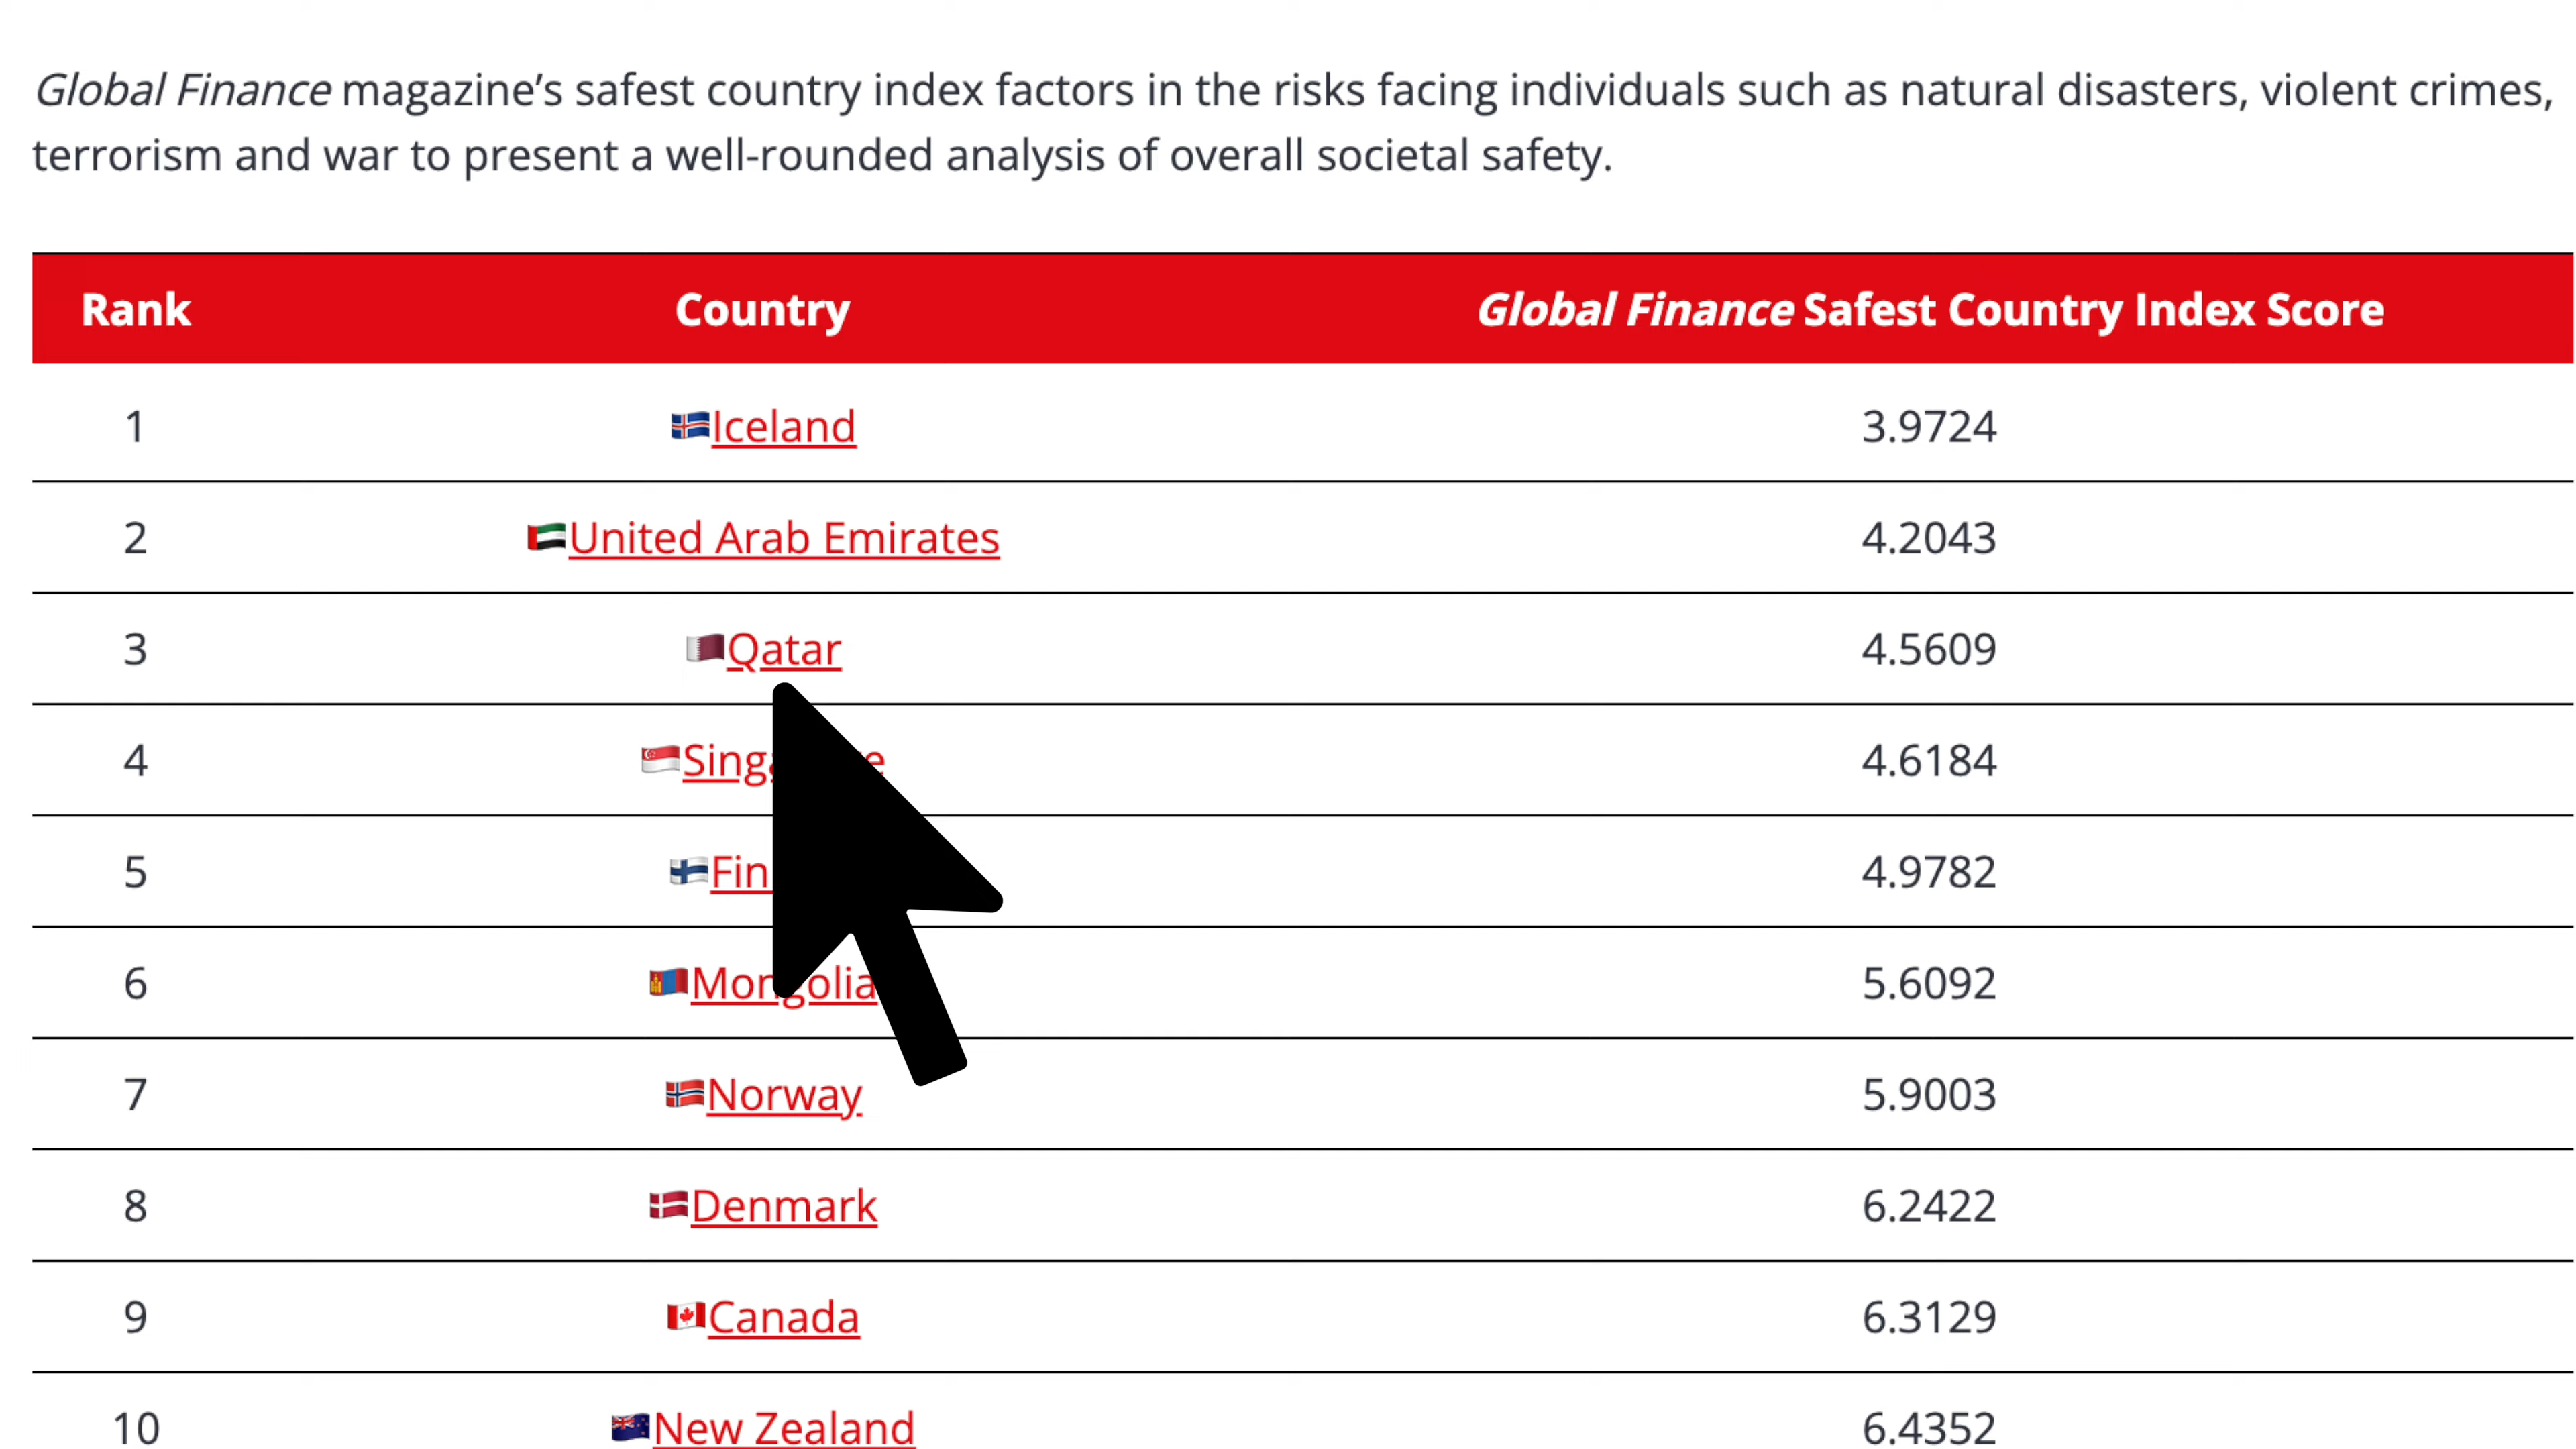 Global Finance magazine’s safest country index factors in the risks facing individuals such as natural disasters, violent crimes,
terrorism and war to present a well-rounded analysis of overall societal safety.
Rank Country Global Finance Safest Country Index Score
1 Iceland 3.9724
2 United Arab Emirates 4.2043
3 Qatar 4.5609
4 4.6184
5 4.9782
6 Mongolia 5.6092
7 Norway 5.9003
8 Denmark 6.2422
9 Canada 6.3129
10 New Zealand 6.4352